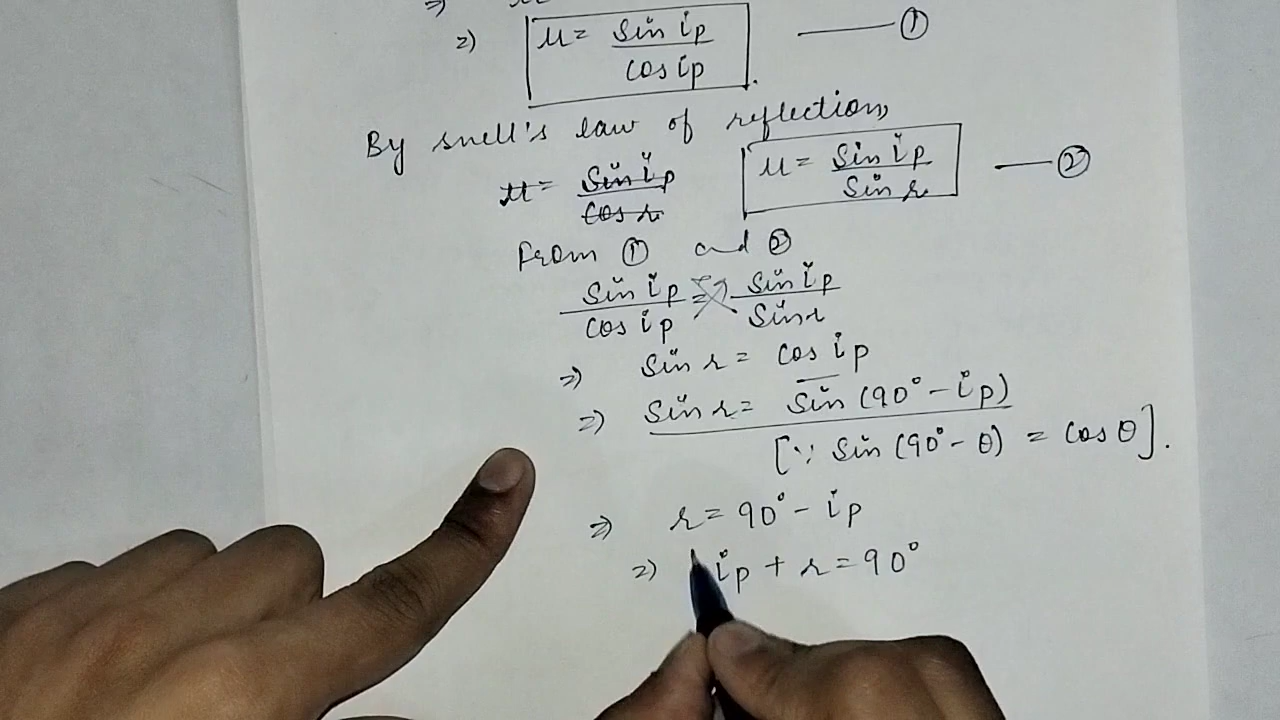 ⇒
⇒ μ = sin ip / cos ip . —— ①
By snell's law of reflection,
μ = sin ip / cos r μ = sin ip / sin r —— ②
From ① and ②
sin ip / cos ip = sin ip / sin r
⇒ sin r = cos ip
⇒ sin r = sin (90° - ip)
[∵ sin (90° - θ) = cos θ].
⇒ r = 90° - ip
⇒ ip + r = 90°